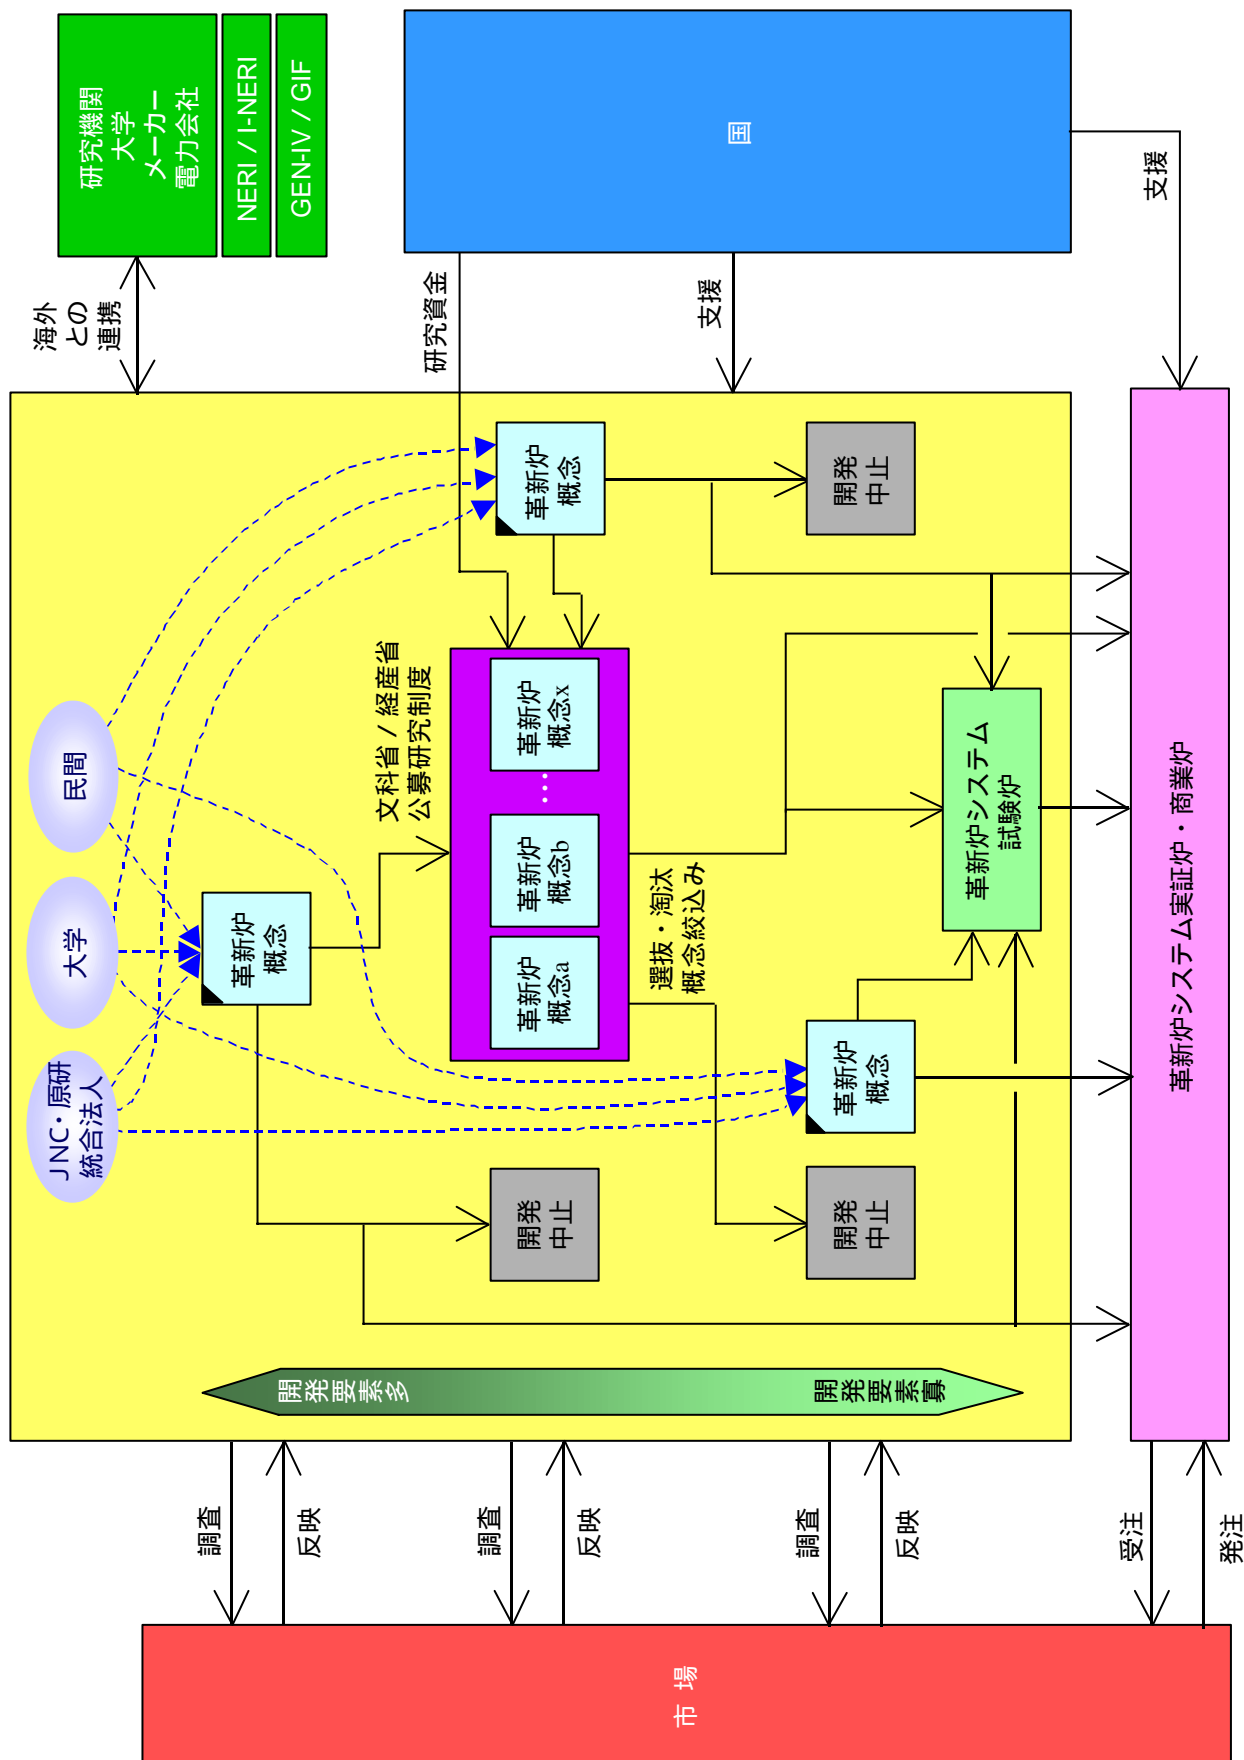 研究機関
大学
メーカー
電力会社
NERI / I-NERI
GEN-IV / GIF
海外
との
連携
国
研究資金
支援
支援
民間
大学
JNC・原研
統合法人
革新炉
概念
革新炉
概念
文科省 / 経産省
公募研究制度
革新炉
概念a
革新炉
概念b
…
革新炉
概念x
選抜・淘汰
概念絞込み
開発
中止
開発
中止
開発
中止
革新炉
概念
革新炉システム
試験炉
革新炉システム実証炉・商業炉
開発要素多
開発要素寡
調査
反映
調査
反映
調査
反映
受注
発注
市 場